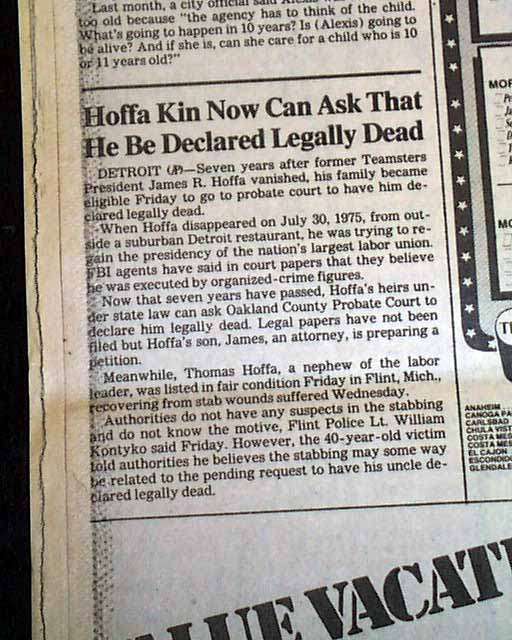 Last month, a city official said Alexis was
too old because "the agency has to think of the child.
What's going to happen in 10 years? Is (Alexis) going to
be alive? And if she is, can she care for a child who is 10
or 11 years old?"
Hoffa Kin Now Can Ask That
He Be Declared Legally Dead
DETROIT (AP)—Seven years after former Teamsters
President James R. Hoffa vanished, his family became
eligible Friday to go to probate court to have him de-
clared legally dead.
When Hoffa disappeared on July 30, 1975, from out-
side a suburban Detroit restaurant, he was trying to re-
gain the presidency of the nation's largest labor union.
FBI agents have said in court papers that they believe
he was executed by organized-crime figures.
Now that seven years have passed, Hoffa's heirs un-
der state law can ask Oakland County Probate Court to
declare him legally dead. Legal papers have not been
filed but Hoffa's son, James, an attorney, is preparing a
petition.
Meanwhile, Thomas Hoffa, a nephew of the labor
leader, was listed in fair condition Friday in Flint, Mich.,
recovering from stab wounds suffered Wednesday.
Authorities do not have any suspects in the stabbing
and do not know the motive, Flint Police Lt. William
Kontyko said Friday. However, the 40-year-old victim
told authorities he believes the stabbing may some way
be related to the pending request to have his uncle de-
clared legally dead.
MOR
MO
ANAHEIM
CANOGA PA
CARLSBAD
CHULA VIST
COSTA MES
COSTA MES
EL CAJON
ESCONDIDO
GLENDALE
LUE VACATI